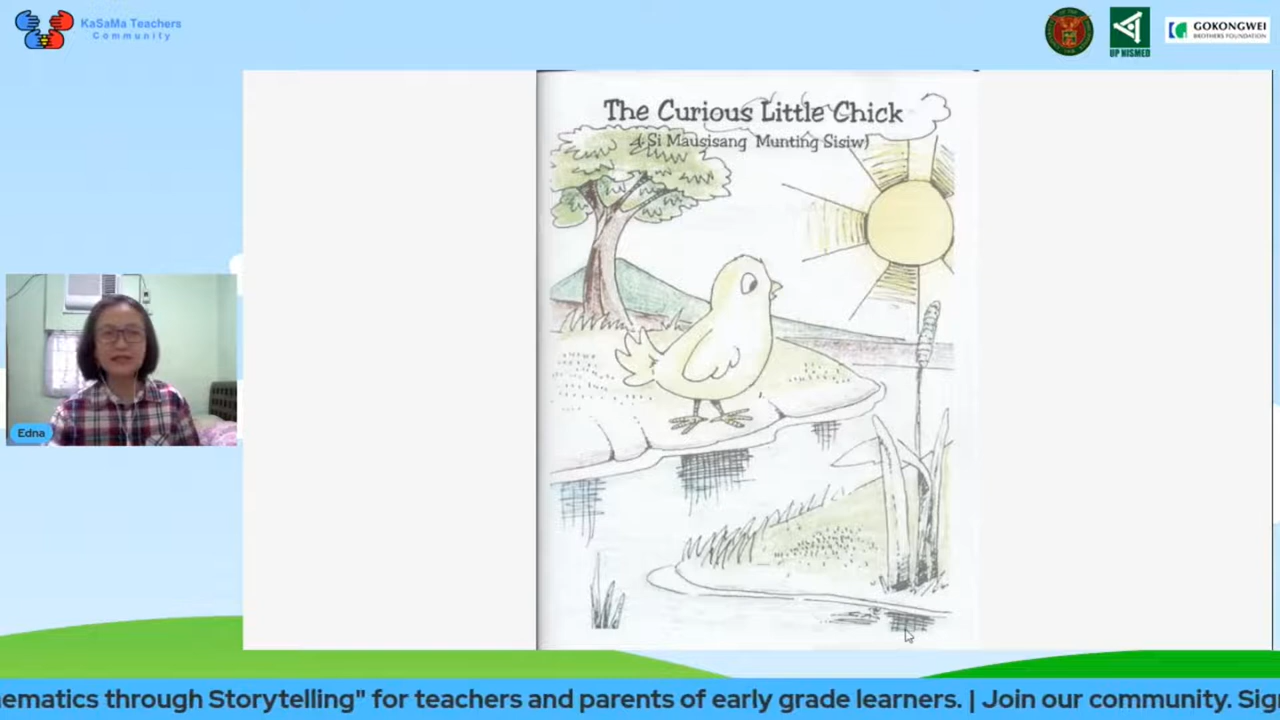 KaSaMa Teachers
Community
UP NISMED
GOKONGWEI
BROTHERS FOUNDATION
The Curious Little Chick
( Si Mausisang Munting Sisiw)
Edna
ematics through Storytelling" for teachers and parents of early grade learners. | Join our community. Sig